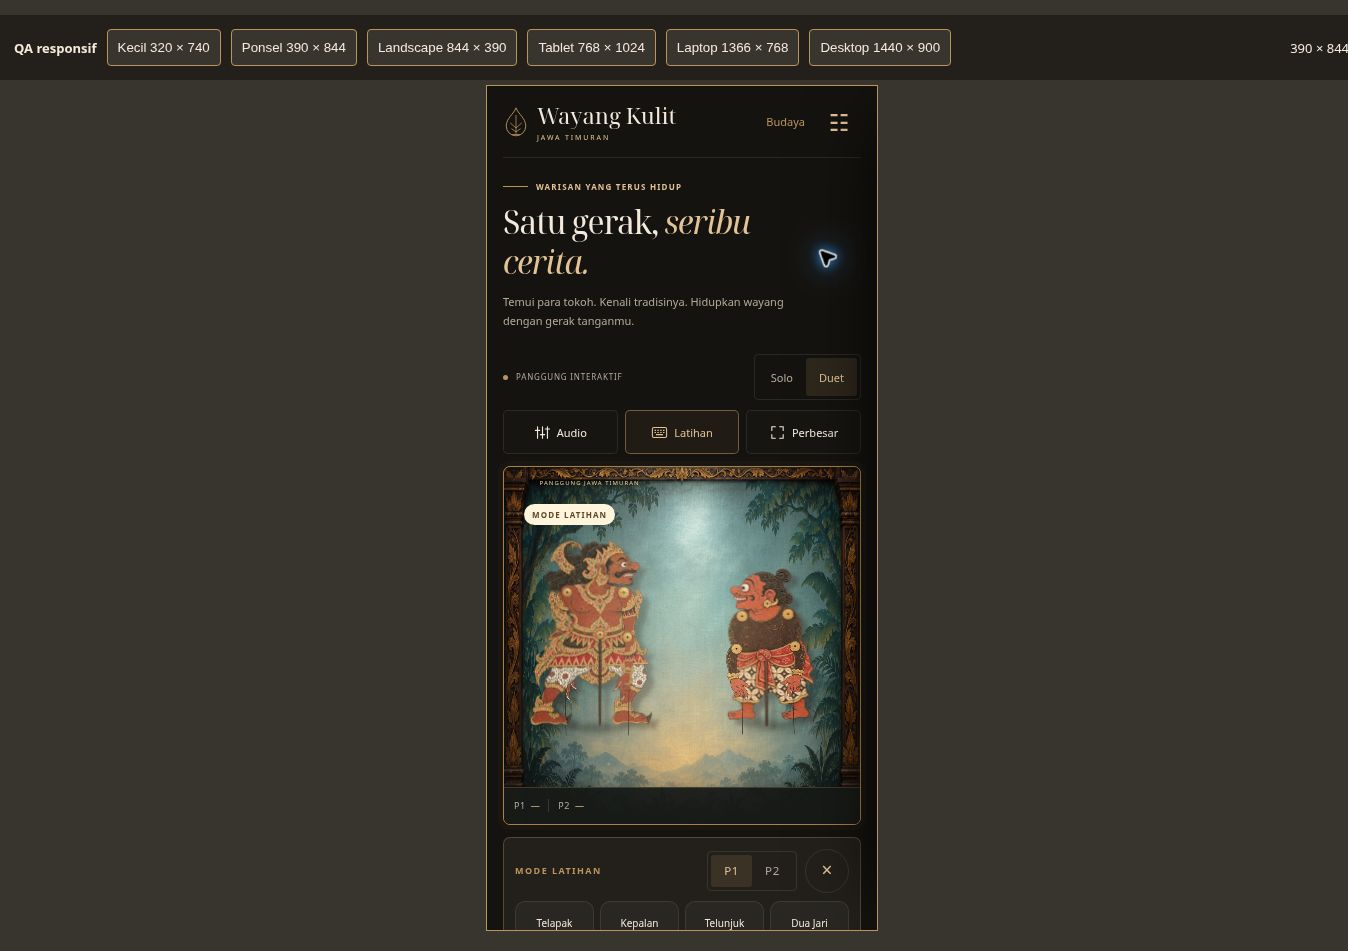 QA responsif
Kecil 320 × 740
Ponsel 390 × 844
Landscape 844 × 390
Tablet 768 × 1024
Laptop 1366 × 768
Desktop 1440 × 900
390 × 844
Wayang Kulit
JAWA TIMURAN
Budaya
WARISAN YANG TERUS HIDUP
Satu gerak, seribu
cerita.
Temui para tokoh. Kenali tradisinya. Hidupkan wayang
dengan gerak tanganmu.
PANGGUNG INTERAKTIF
Solo
Duet
Audio
Latihan
Perbesar
PANGGUNG JAWA TIMURAN
MODE LATIHAN
P1 —
P2 —
MODE LATIHAN
P1
P2
×
Telapak
Kepalan
Telunjuk
Dua Jari